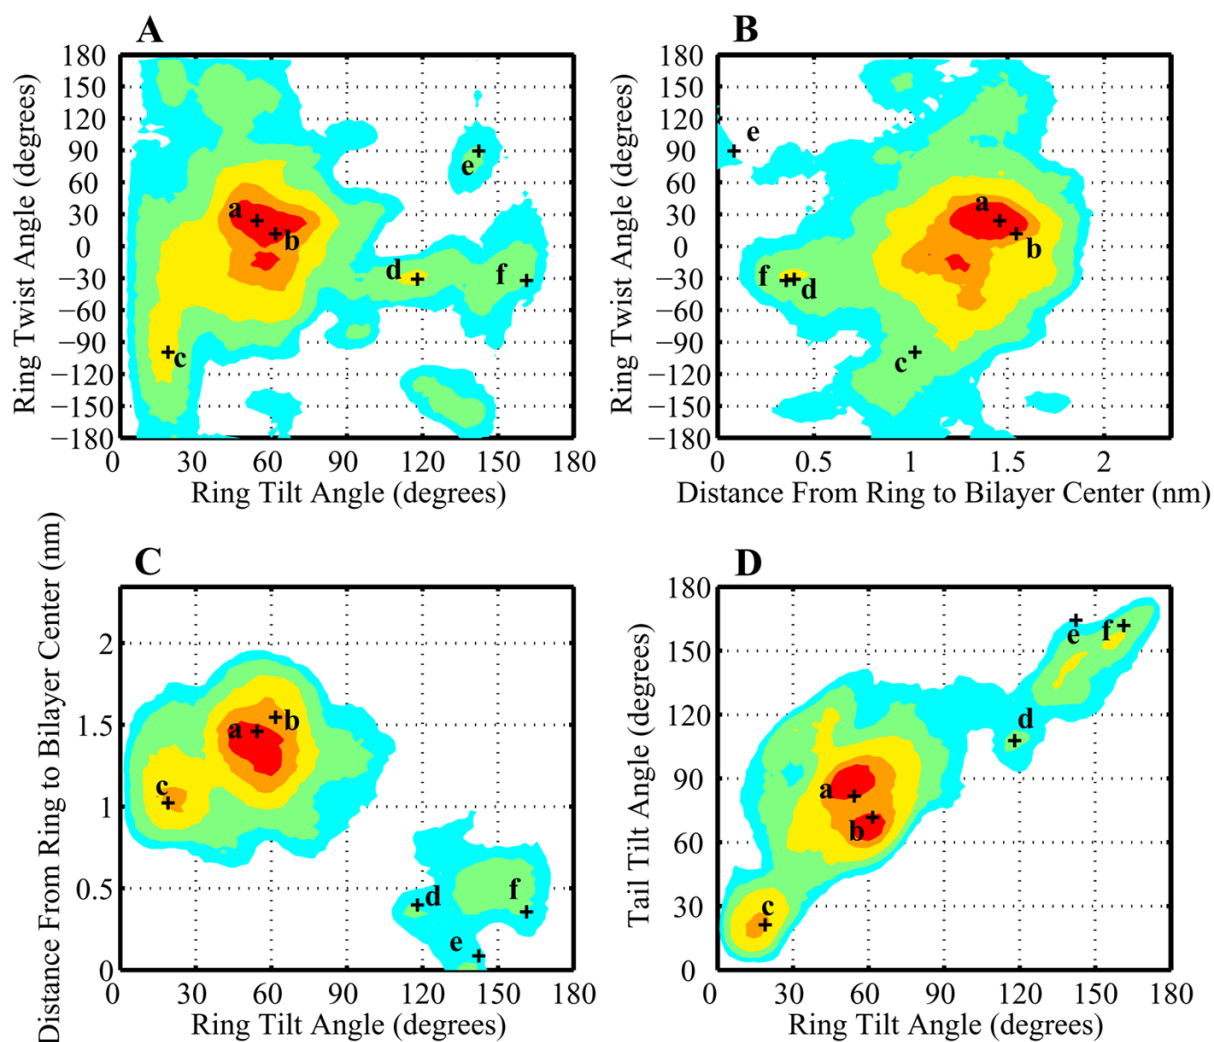 A
Ring Twist Angle (degrees)
180
150
120
90
60
30
0
−30
−60
−90
−120
−150
−180
a
b
c
d
e
f
0 30 60 90 120 150 180
Ring Tilt Angle (degrees)
B
Ring Twist Angle (degrees)
180
150
120
90
60
30
0
−30
−60
−90
−120
−150
−180
e
a
b
f
d
c
0 0.5 1 1.5 2
Distance From Ring to Bilayer Center (nm)
C
Distance From Ring to Bilayer Center (nm)
2
1.5
1
0.5
0
a
b
c
d
f
e
0 30 60 90 120 150 180
Ring Tilt Angle (degrees)
D
Tail Tilt Angle (degrees)
180
150
120
90
60
30
0
e
f
d
a
b
c
0 30 60 90 120 150 180
Ring Tilt Angle (degrees)